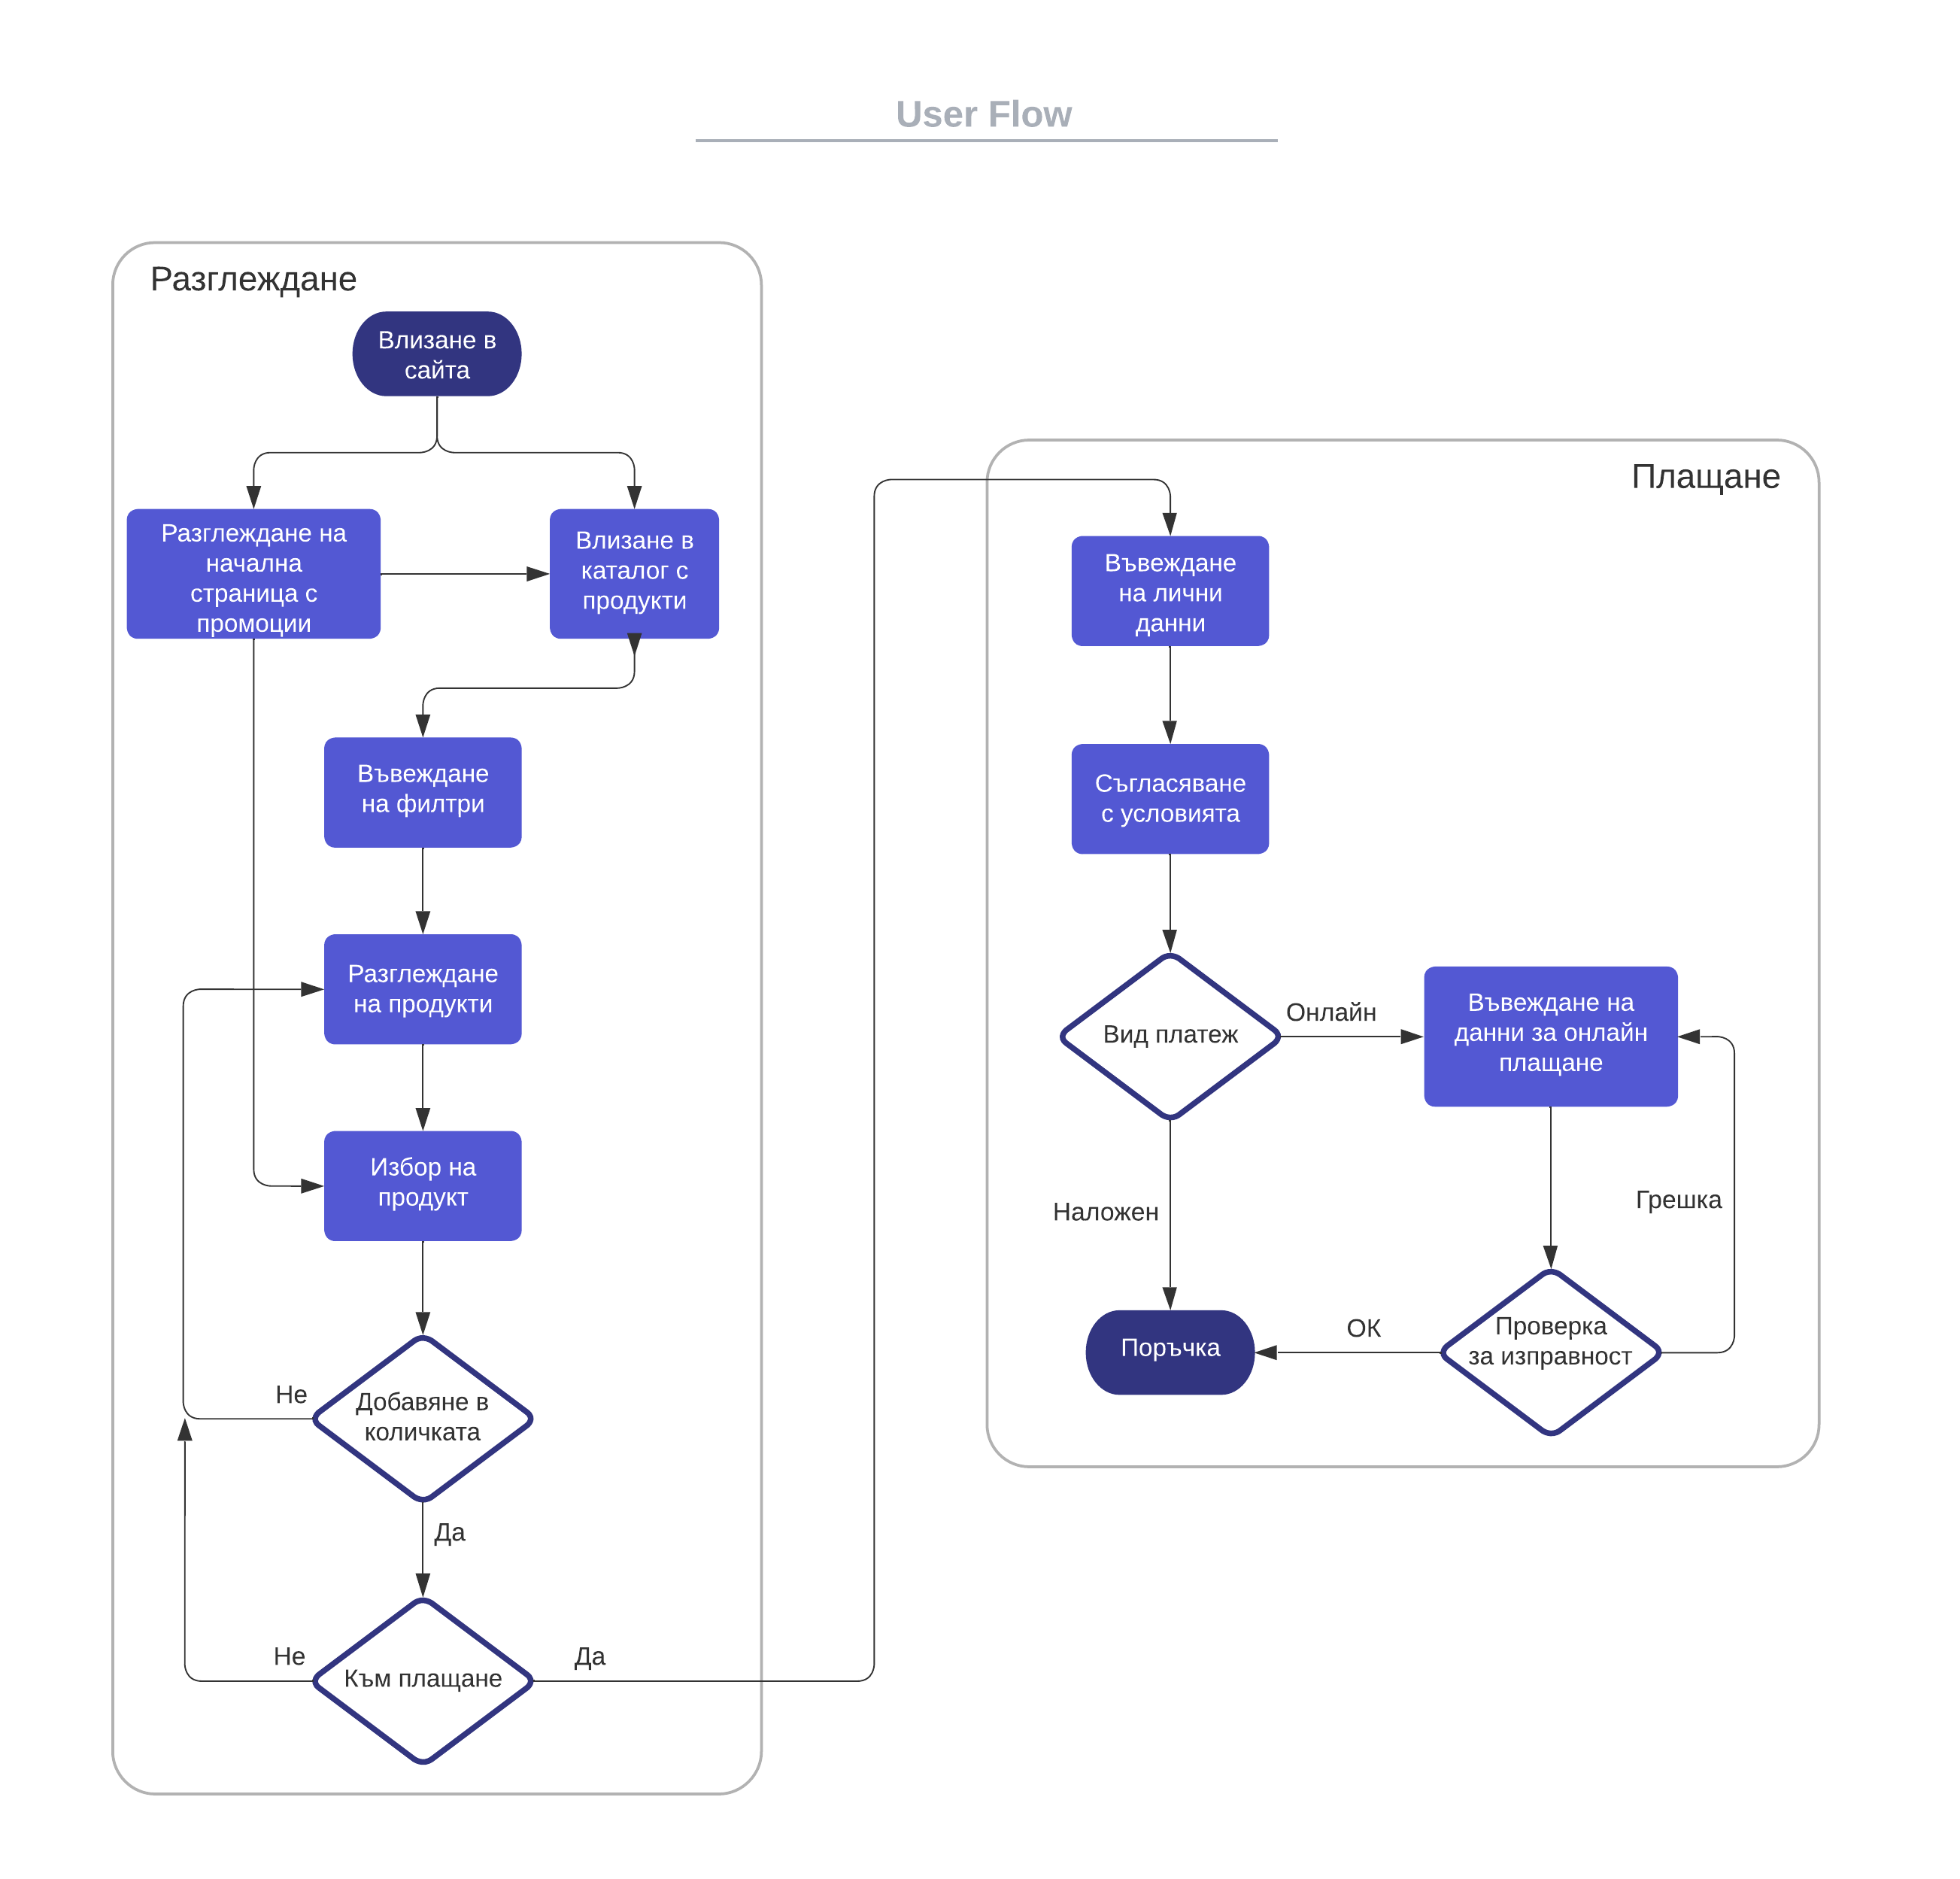 User Flow
Разглеждане
Влизане в
сайта
Разглеждане на
начална
страница с
промоции
Влизане в
каталог с
продукти
Въвеждане
на филтри
Разглеждане
на продукти
Избор на
продукт
Не
Добавяне в
количката
Да
Не
Към плащане
Да
Плащане
Въвеждане
на лични
данни
Съгласяване
с условията
Вид платеж
Онлайн
Въвеждане на
данни за онлайн
плащане
Наложен
Грешка
Поръчка
ОК
Проверка
за изправност